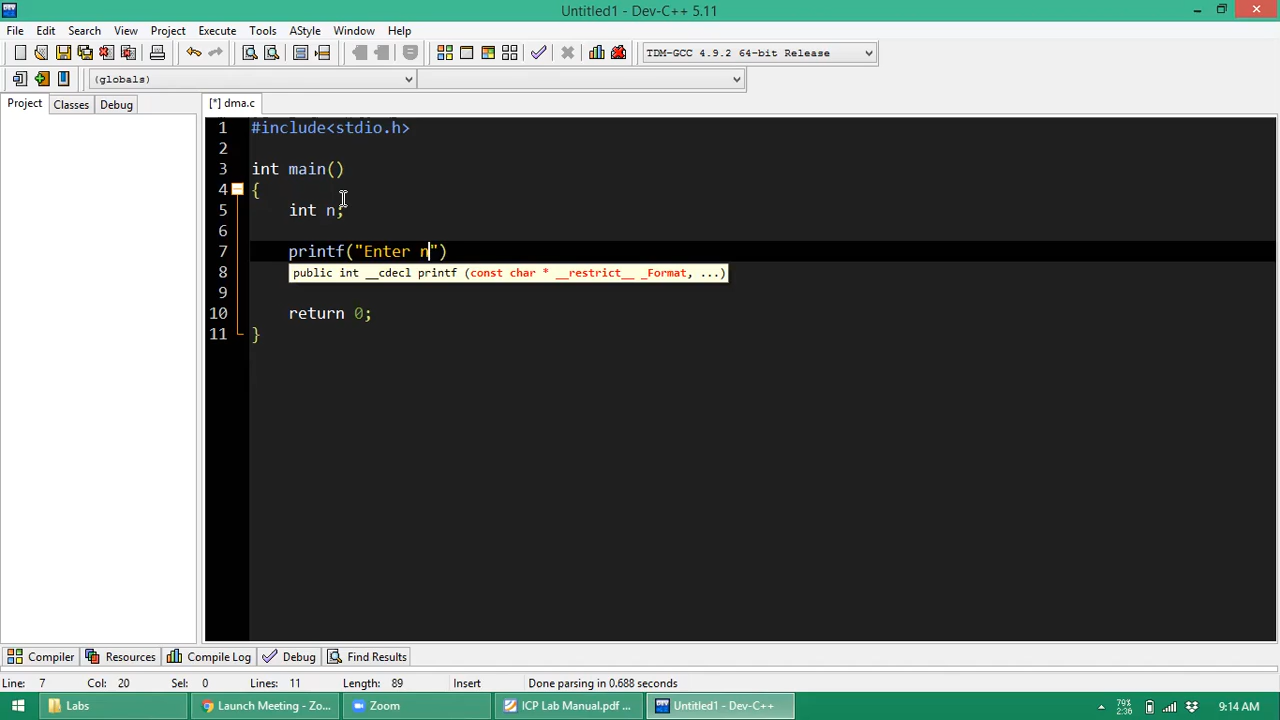 Untitled1 - Dev-C++ 5.11
File Edit Search View Project Execute Tools AStyle Window Help
TDM-GCC 4.9.2 64-bit Release
(globals)
Project Classes Debug [*] dma.c
1 #include<stdio.h>
2
3 int main()
4 {
5 int n;
6
7 printf("Enter n")
8 public int __cdecl printf (const char * __restrict__ _Format, ...)
9
10 return 0;
11 }
Compiler Resources Compile Log Debug Find Results
Line: 7 Col: 20 Sel: 0 Lines: 11 Length: 89 Insert Done parsing in 0.688 seconds
Labs Launch Meeting - Zo... Zoom ICP Lab Manual.pdf ... Untitled1 - Dev-C++ ... 79% 2:36 9:14 AM